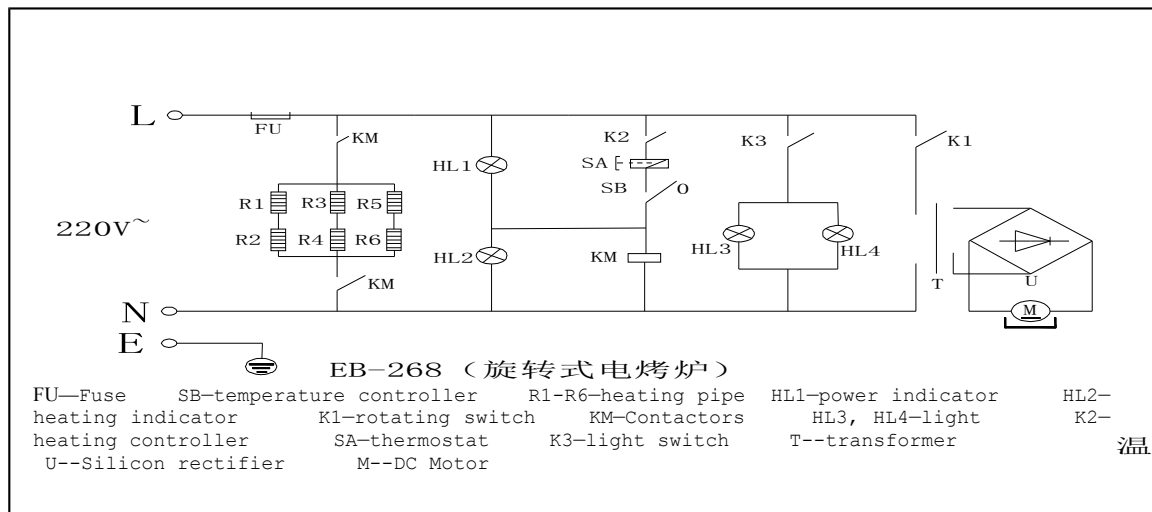 L
FU
KM
K2
K3
K1
HL1
SA
SB
O
R1 R3 R5
220V~
R2 R4 R6
HL2
KM
HL3
HL4
KM
T
U
N
M
E
EB-268 (旋转式电烤炉)
FU—Fuse SB—temperature controller R1-R6—heating pipe HL1—power indicator HL2—
heating indicator K1—rotating switch KM—Contactors HL3, HL4—light K2—
heating controller SA—thermostat K3—light switch T--transformer 温
U--Silicon rectifier M--DC Motor